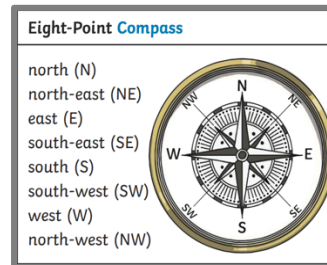 Eight-Point Compass
north (N)
north-east (NE)
east (E)
south-east (SE)
south (S)
south-west (SW)
west (W)
north-west (NW)
N
NW
NE
W
E
SW
SE
S